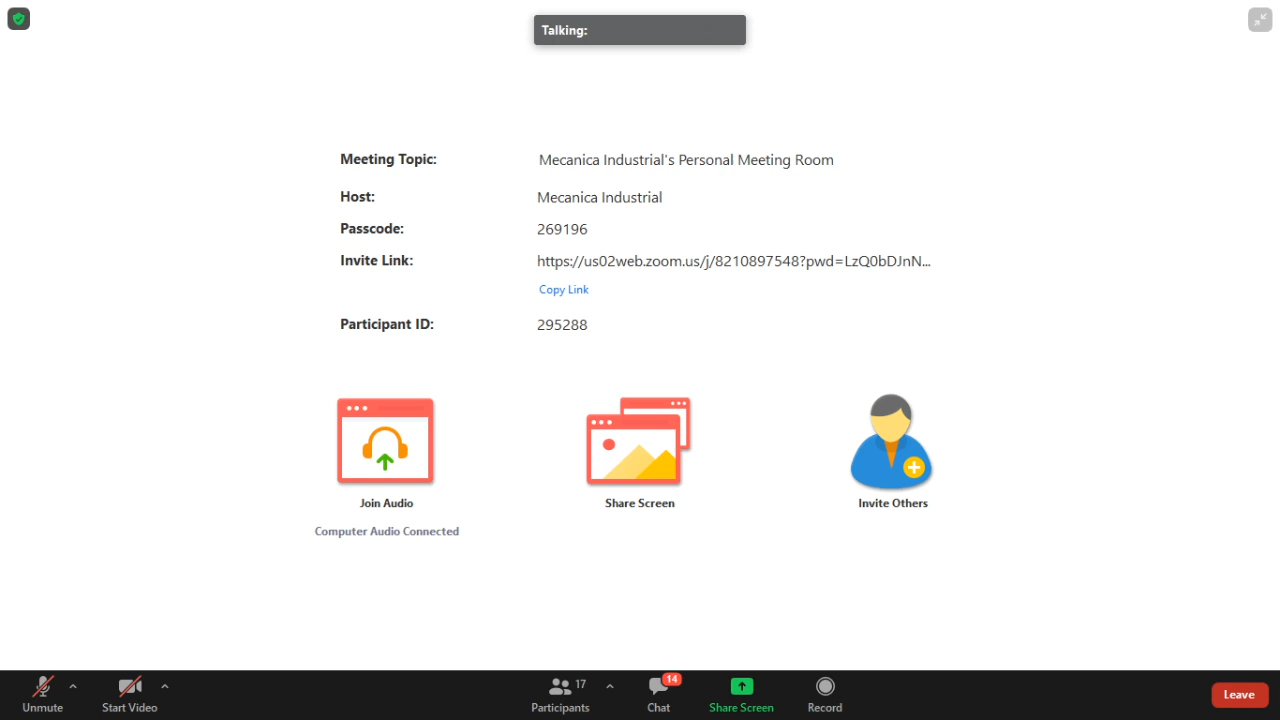 Talking:
Meeting Topic: Mecanica Industrial's Personal Meeting Room
Host: Mecanica Industrial
Passcode: 269196
Invite Link: https://us02web.zoom.us/j/8210897548?pwd=LzQ0bDJnN...
Copy Link
Participant ID: 295288
Join Audio Share Screen Invite Others
Computer Audio Connected
17 14
Unmute Start Video Participants Chat Share Screen Record Leave